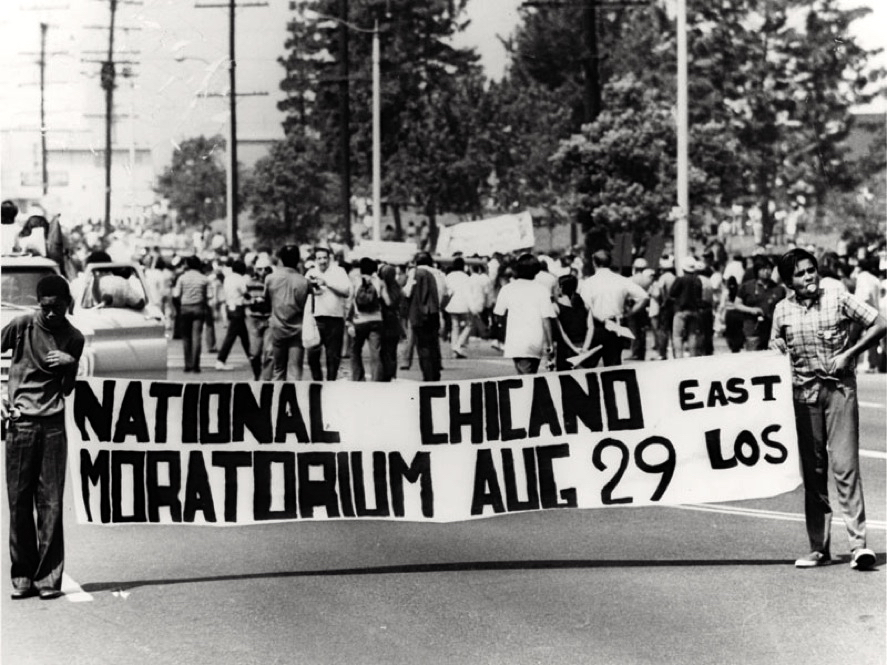 NATIONAL CHICANO EAST
MORATORIUM AUG 29 LOS